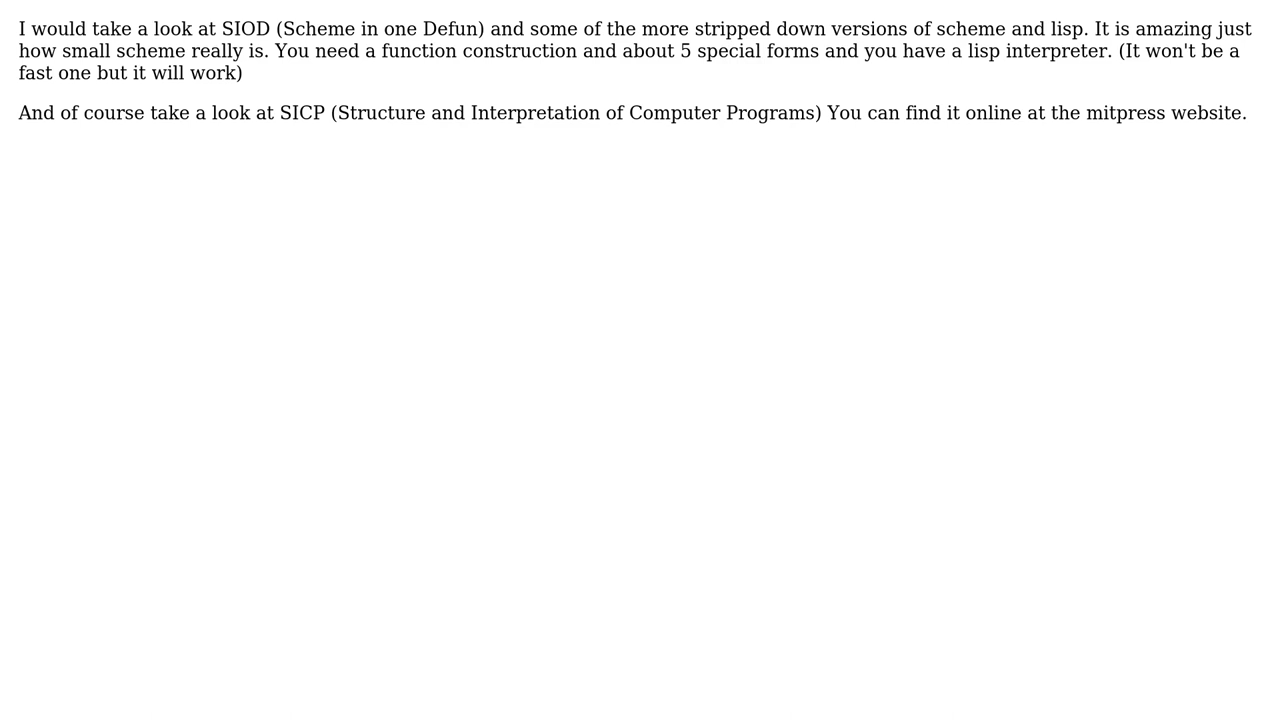 I would take a look at SIOD (Scheme in one Defun) and some of the more stripped down versions of scheme and lisp. It is amazing just
how small scheme really is. You need a function construction and about 5 special forms and you have a lisp interpreter. (It won't be a
fast one but it will work)
And of course take a look at SICP (Structure and Interpretation of Computer Programs) You can find it online at the mitpress website.